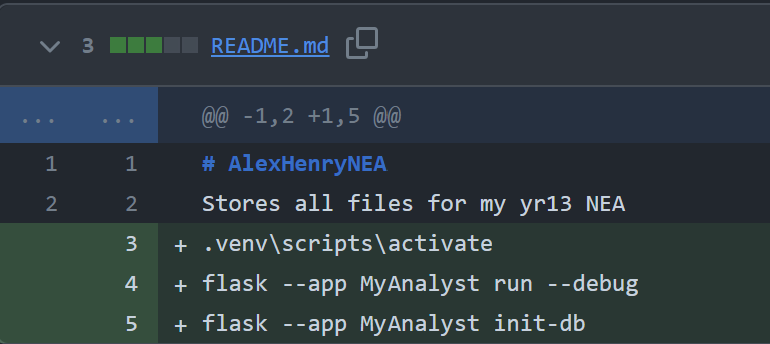 3 README.md
... ... @@ -1,2 +1,5 @@
1 1 # AlexHenryNEA
2 2 Stores all files for my yr13 NEA
3 + .venv\scripts\activate
4 + flask --app MyAnalyst run --debug
5 + flask --app MyAnalyst init-db